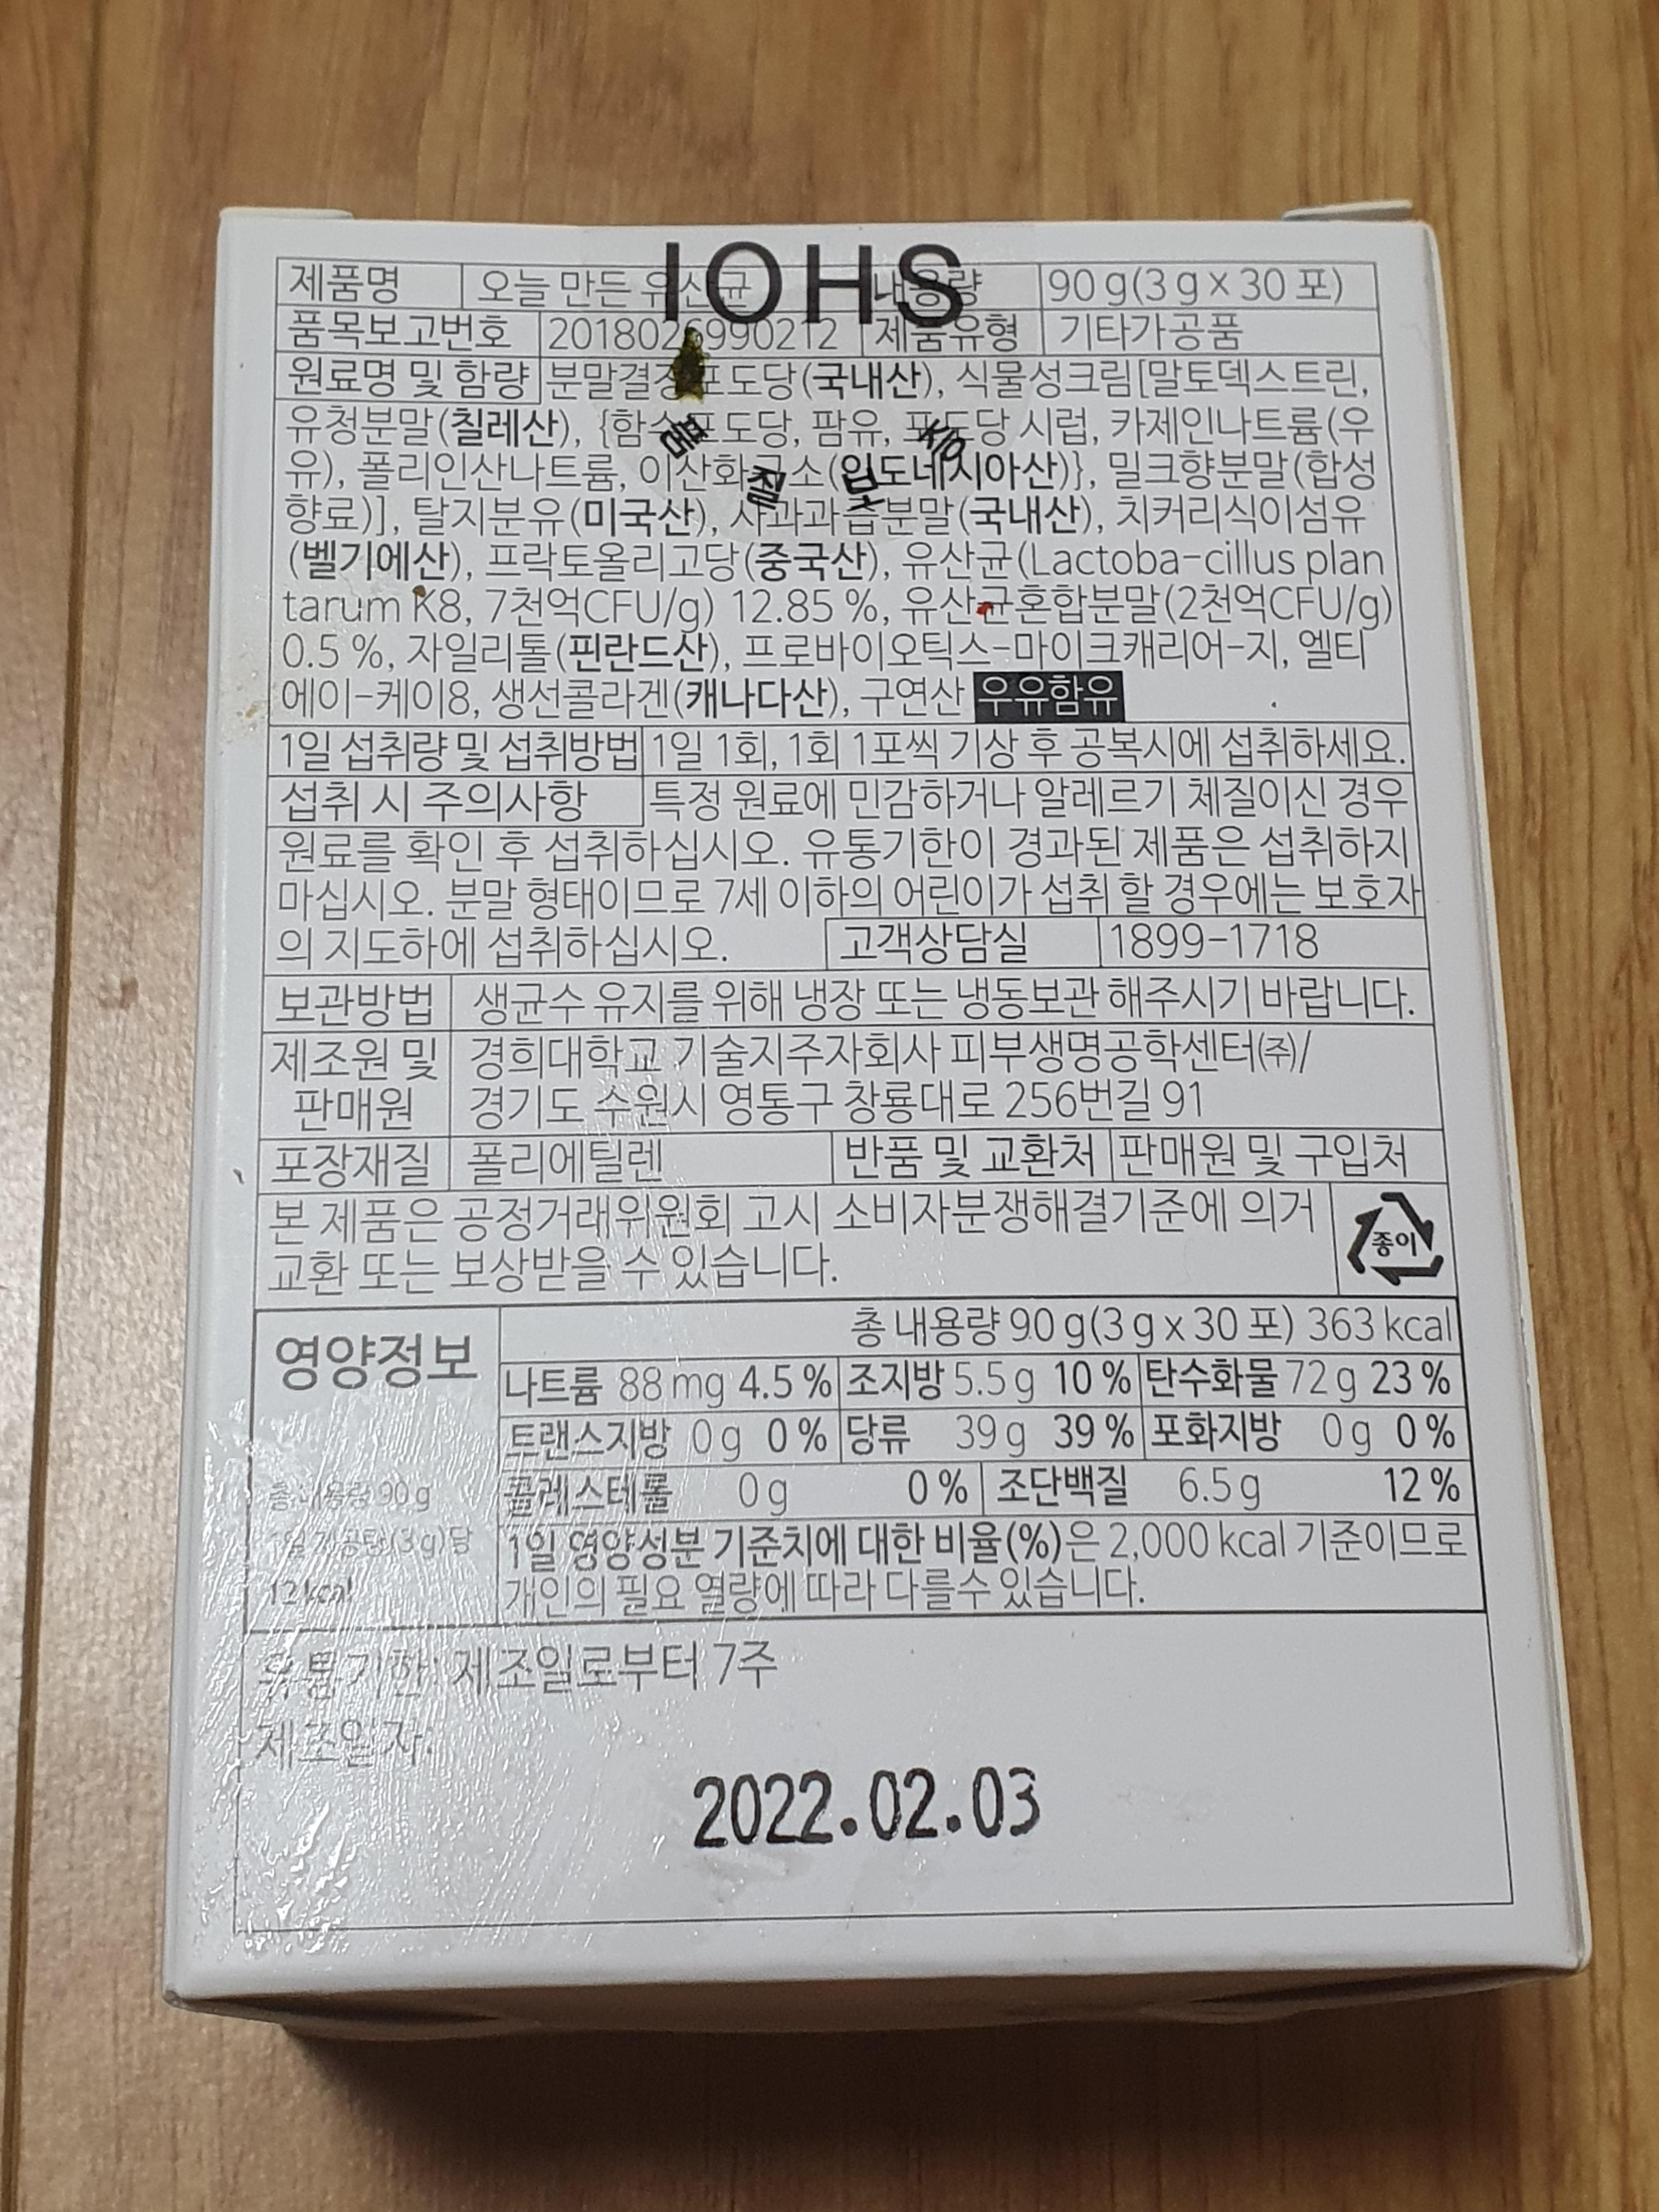 IOHS
제품명 오늘 만든 유산균 내용량 90 g(3 g x 30 포)
품목보고번호 2018026990212 제품유형 기타가공품
원료명 및 함량 분말결정포도당(국내산), 식물성크림[말토덱스트린,
유청분말(칠레산), {함수포도당, 팜유, 포도당 시럽, 카제인나트륨(우
유), 폴리인산나트륨, 이산화규소(인도네시아산)}, 밀크향분말(합성
향료)], 탈지분유(미국산), 사과과즙분말(국내산), 치커리식이섬유
(벨기에산), 프락토올리고당(중국산), 유산균(Lactoba-cillus plan
tarum K8, 7천억CFU/g) 12.85 %, 유산균혼합분말(2천억CFU/g)
0.5 %, 자일리톨(핀란드산), 프로바이오틱스-마이크캐리어-지, 엘티
에이-케이8, 생선콜라겐(캐나다산), 구연산 우유함유
품질보증
1일 섭취량 및 섭취방법 1일 1회, 1회 1포씩 기상 후 공복시에 섭취하세요.
섭취 시 주의사항 특정 원료에 민감하거나 알레르기 체질이신 경우
원료를 확인 후 섭취하십시오. 유통기한이 경과된 제품은 섭취하지
마십시오. 분말 형태이므로 7세 이하의 어린이가 섭취 할 경우에는 보호자
의 지도하에 섭취하십시오. 고객상담실 1899-1718
보관방법 생균수 유지를 위해 냉장 또는 냉동보관 해주시기 바랍니다.
제조원 및 경희대학교 기술지주자회사 피부생명공학센터㈜/
판매원 경기도 수원시 영통구 창룡대로 256번길 91
포장재질 폴리에틸렌 반품 및 교환처 판매원 및 구입처
본 제품은 공정거래위원회 고시 소비자분쟁해결기준에 의거
교환 또는 보상받을 수 있습니다.
종이
영양정보
총 내용량 90 g(3 g x 30 포) 363 kcal
나트륨 88 mg 4.5 % 조지방 5.5 g 10 % 탄수화물 72 g 23 %
트랜스지방 0 g 0 % 당류 39 g 39 % 포화지방 0 g 0 %
콜레스테롤 0 g 0 % 조단백질 6.5 g 12 %
총 내용량 90 g
(3 g)당
12 kcal
1일 영양성분 기준치에 대한 비율(%)은 2,000 kcal 기준이므로
개인의 필요 열량에 따라 다를수 있습니다.
유통기한: 제조일로부터 7주
제조일자:
2022.02.03